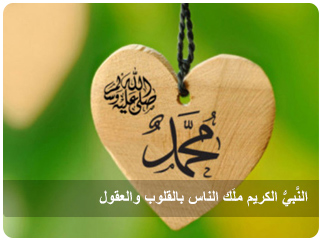 صلى الله عليه وسلم
محمد
النَّبيُّ الكريم ملَك الناس بالقلوب والعقول